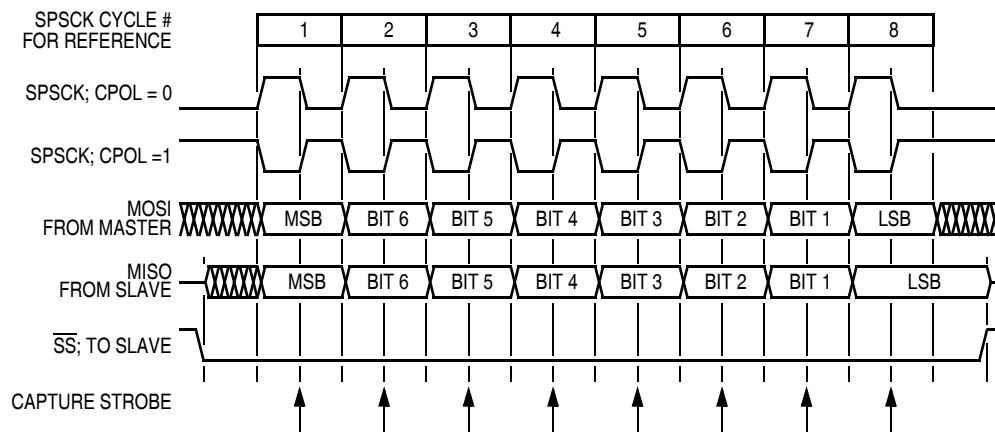 SPSCK CYCLE #
FOR REFERENCE
1 2 3 4 5 6 7 8
SPSCK; CPOL = 0
SPSCK; CPOL =1
MOSI
FROM MASTER
MSB BIT 6 BIT 5 BIT 4 BIT 3 BIT 2 BIT 1 LSB
MISO
FROM SLAVE
MSB BIT 6 BIT 5 BIT 4 BIT 3 BIT 2 BIT 1 LSB
S̅S̅; TO SLAVE
CAPTURE STROBE